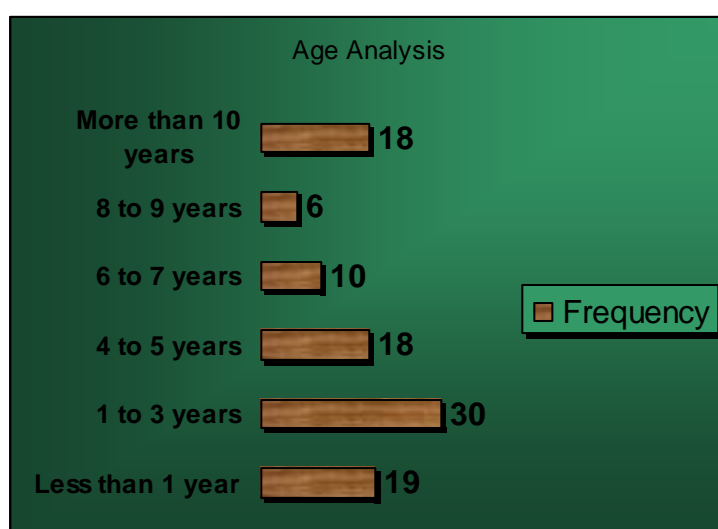 Age Analysis
More than 10
years
18
8 to 9 years
6
6 to 7 years
10
4 to 5 years
18
1 to 3 years
30
Less than 1 year
19
Frequency